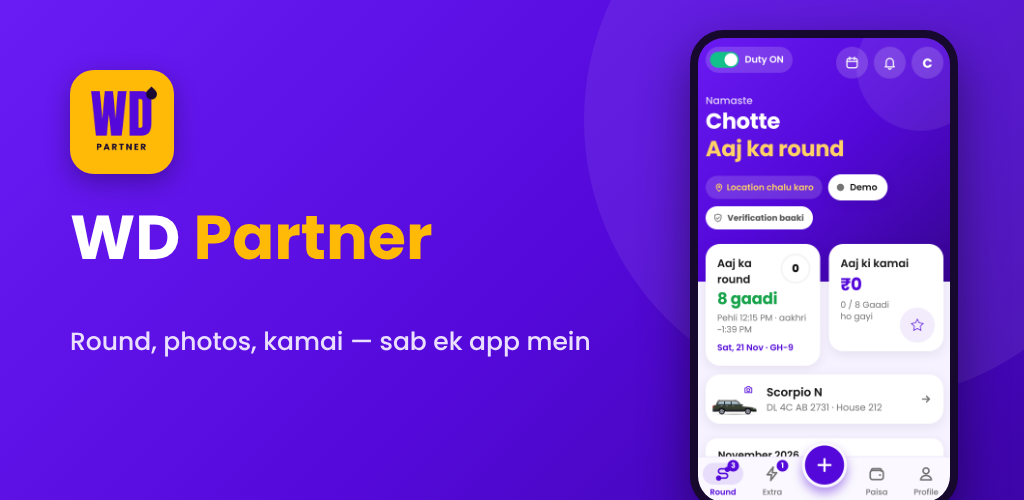 WD
PARTNER
WD Partner
Round, photos, kamai — sab ek app mein
Duty ON
C
Namaste
Chotte
Aaj ka round
Location chalu karo
Demo
Verification baaki
Aaj ka
round
0
8 gaadi
Pehli 12:15 PM · aakhri
~1:39 PM
Sat, 21 Nov · GH-9
Aaj ki kamai
₹0
0 / 8 Gaadi
ho gayi
Scorpio N
DL 4C AB 2731 · House 212
November 2026
3
1
Round
Extra
Paisa
Profile